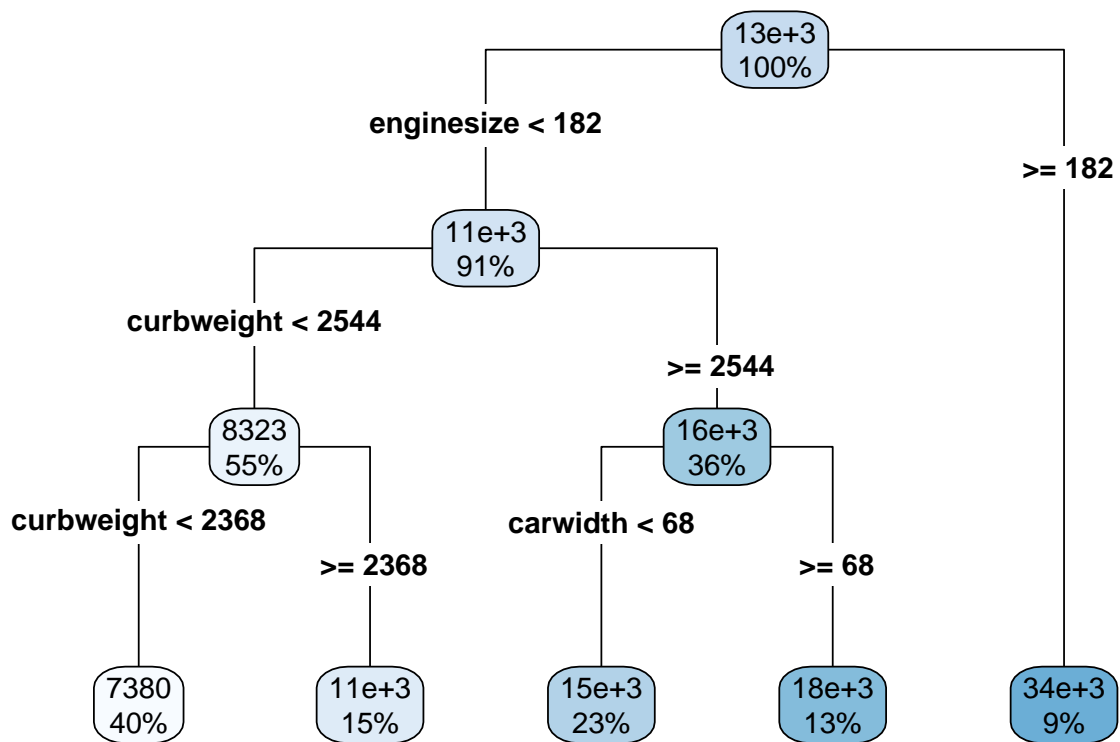 13e+3
100%
enginesize < 182
>= 182
11e+3
91%
curbweight < 2544
>= 2544
8323
55%
16e+3
36%
curbweight < 2368
>= 2368
carwidth < 68
>= 68
7380
40%
11e+3
15%
15e+3
23%
18e+3
13%
34e+3
9%